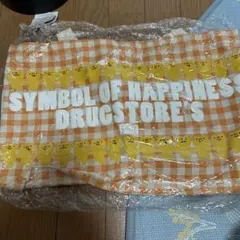 SYMBOL OF HAPPINESS
DRUGSTORE'S